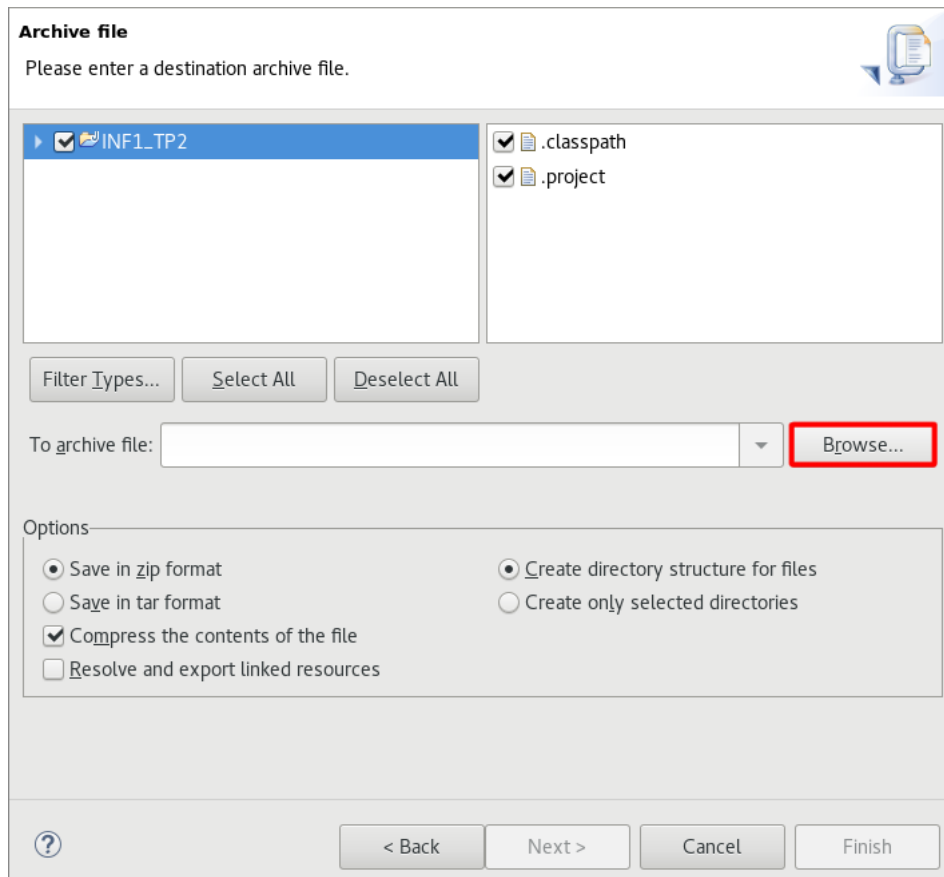 Archive file
Please enter a destination archive file.
INF1_TP2
.classpath
.project
Filter Types...
Select All
Deselect All
To archive file:
Browse...
Options
Save in zip format
Create directory structure for files
Save in tar format
Create only selected directories
Compress the contents of the file
Resolve and export linked resources
?
< Back
Next >
Cancel
Finish